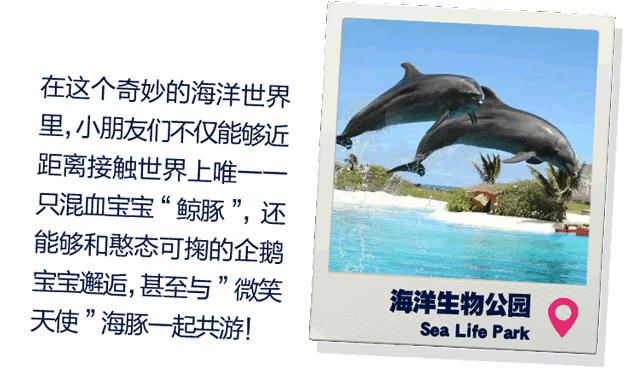 在这个奇妙的海洋世界
里，小朋友们不仅能够近
距离接触世界上唯一一
只混血宝宝“鲸豚”，还
能够和憨态可掬的企鹅
宝宝邂逅，甚至与”微笑
天使”海豚一起共游！
海洋生物公园
Sea Life Park